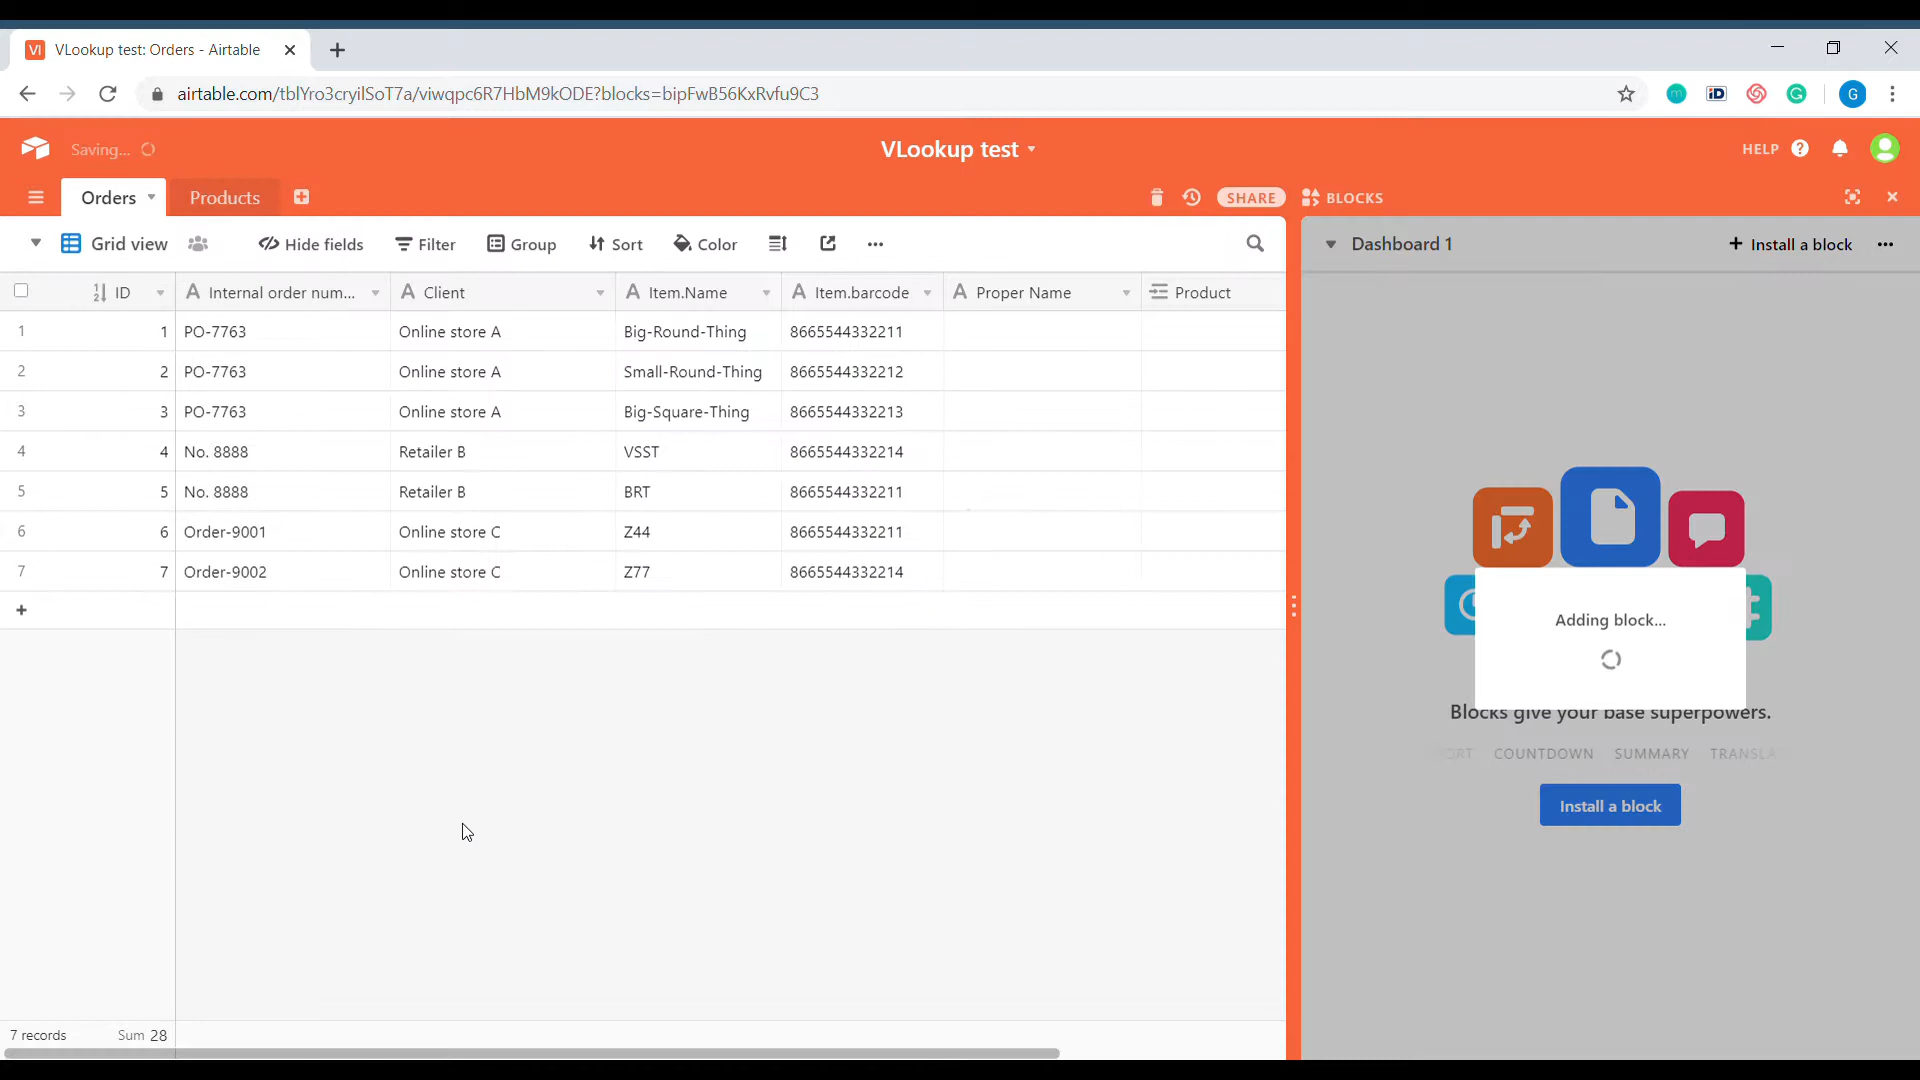 VLookup test: Orders - Airtable
airtable.com/tblYro3cryilSoT7a/viwqpc6R7HbM9kODE?blocks=bipFwB56KxRvfu9C3
iD
G
Saving...
VLookup test
HELP
Orders
Products
SHARE
BLOCKS
Grid view
Hide fields
Filter
Group
Sort
Color
Dashboard 1
+ Install a block
ID
Internal order num...
Client
Item.Name
Item.barcode
Proper Name
Product
1 1 PO-7763 Online store A Big-Round-Thing 8665544332211
2 2 PO-7763 Online store A Small-Round-Thing 8665544332212
3 3 PO-7763 Online store A Big-Square-Thing 8665544332213
4 4 No. 8888 Retailer B VSST 8665544332214
5 5 No. 8888 Retailer B BRT 8665544332211
6 6 Order-9001 Online store C Z44 8665544332211
7 7 Order-9002 Online store C Z77 8665544332214
+
Adding block...
Blocks give your base superpowers.
COUNTDOWN SUMMARY
Install a block
7 records Sum 28